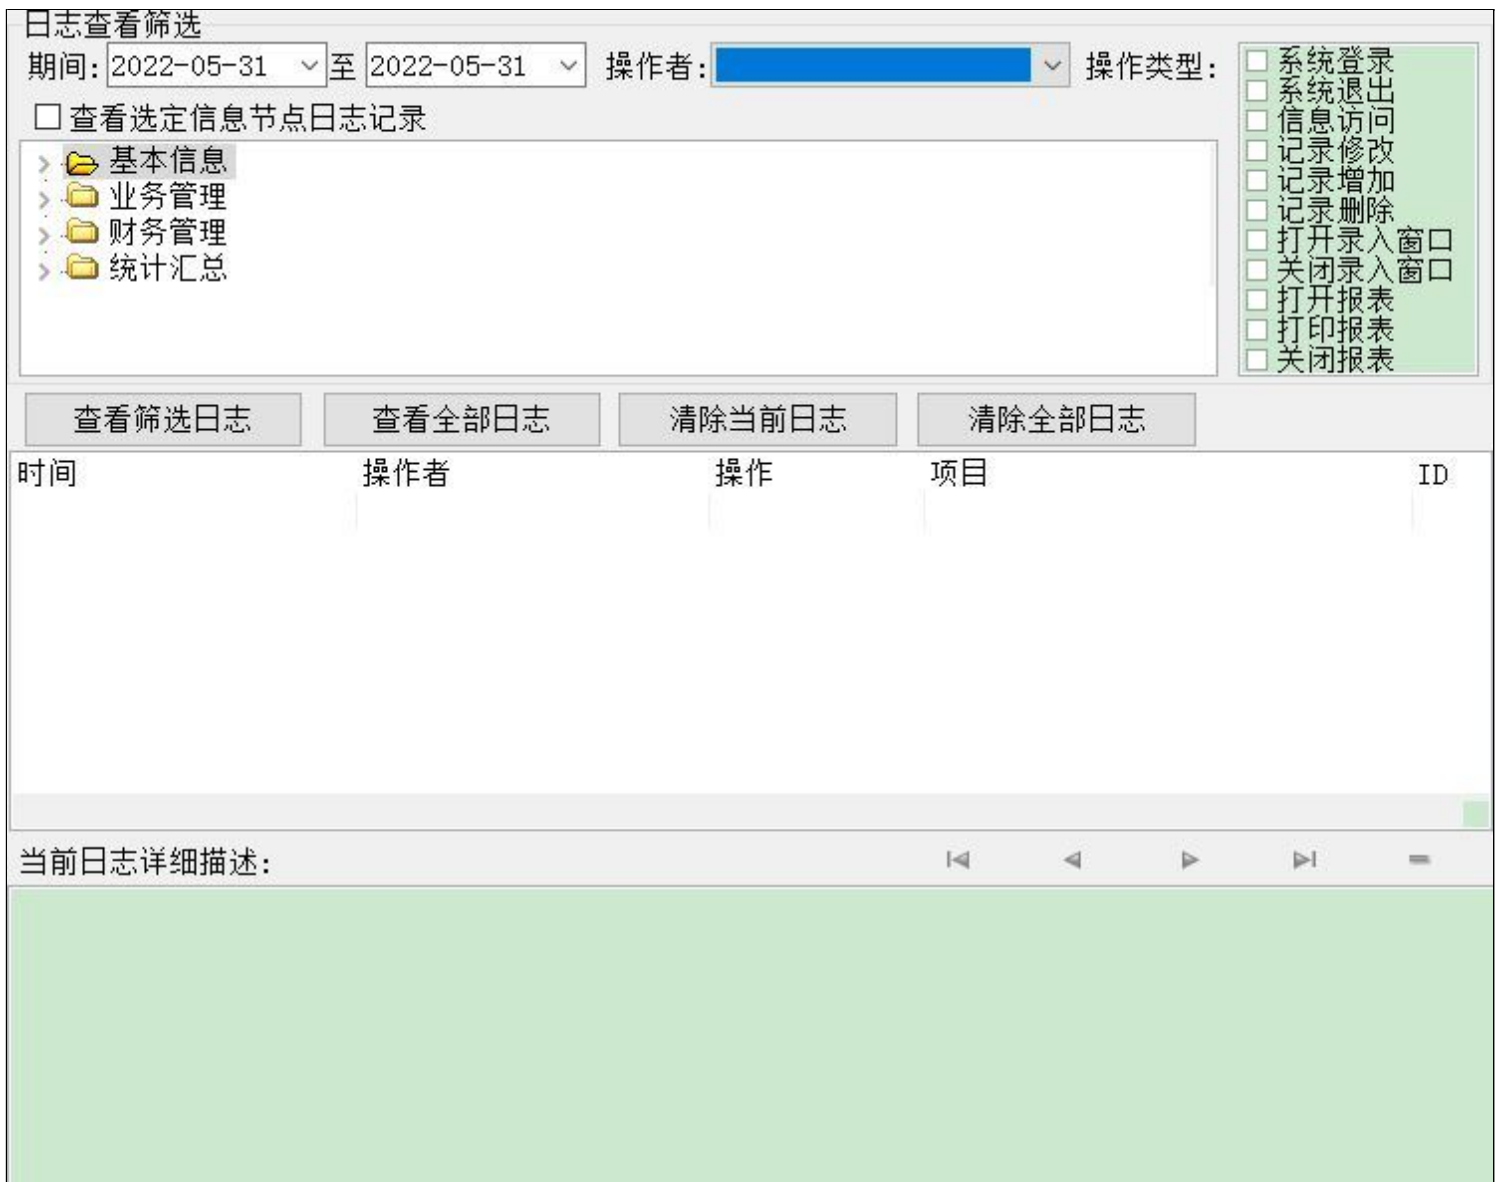 日志查看筛选
期间: 2022-05-31 至 2022-05-31 操作者: 操作类型:
系统登录
系统退出
信息访问
记录修改
记录增加
记录删除
打开录入窗口
关闭录入窗口
打开报表
打印报表
关闭报表
查看选定信息节点日志记录
基本信息
业务管理
财务管理
统计汇总
查看筛选日志 查看全部日志 清除当前日志 清除全部日志
时间 操作者 操作 项目 ID
当前日志详细描述: